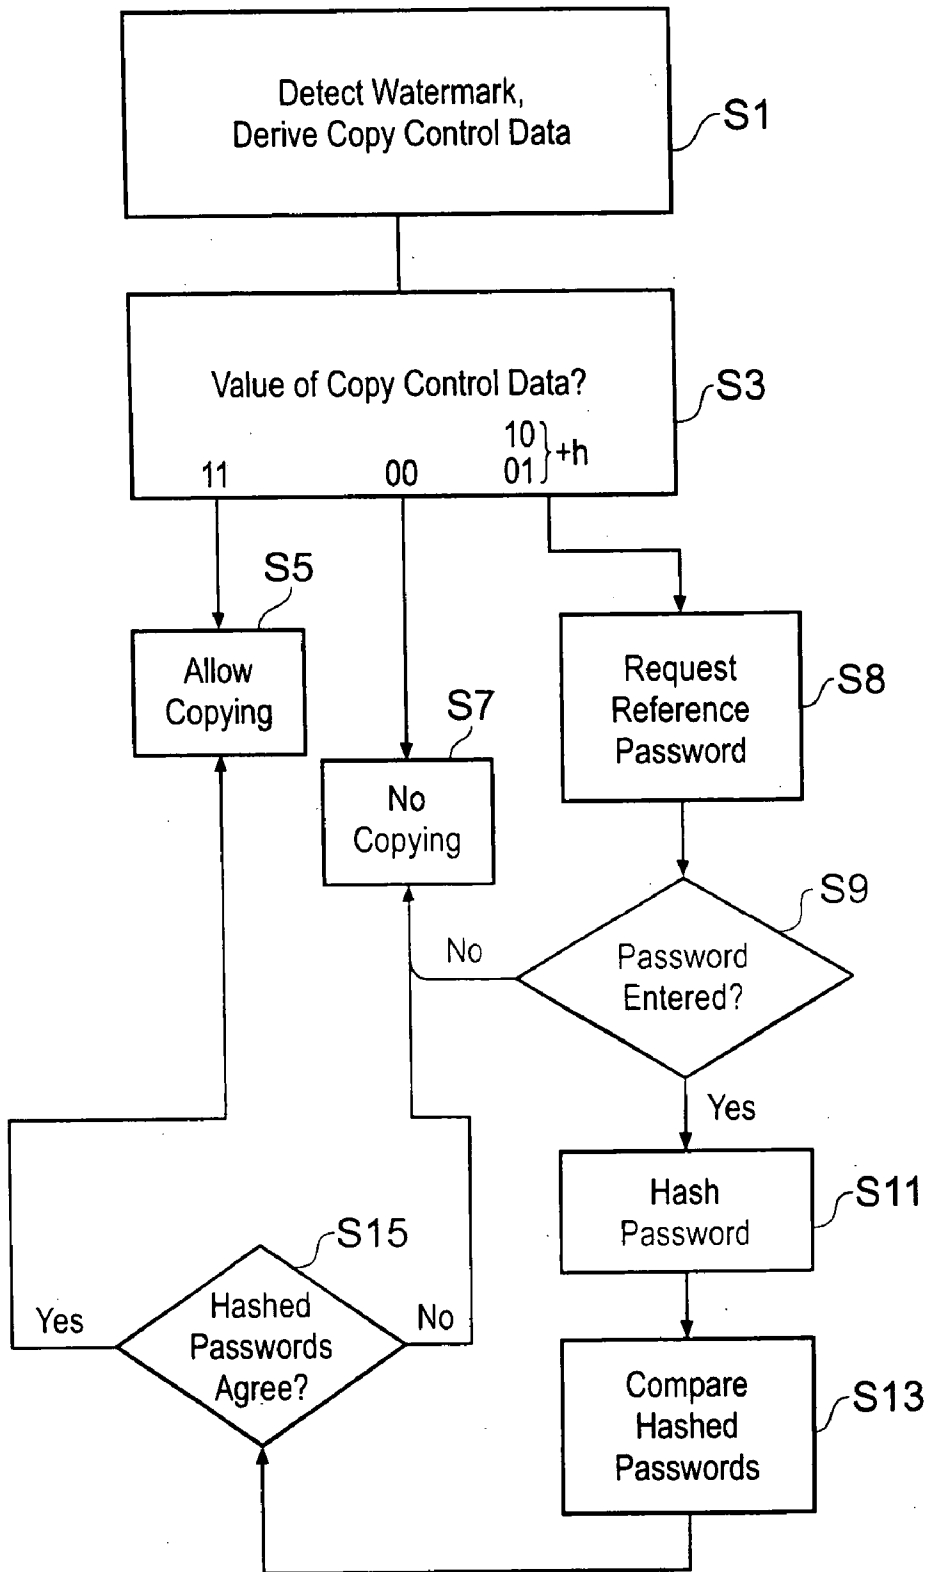 Detect Watermark,
Derive Copy Control Data
S1
Value of Copy Control Data?
S3
11
00
10
01
+h
S5
Allow
Copying
S7
No
Copying
Request
Reference
Password
S8
S9
Password
Entered?
No
Yes
Hash
Password
S11
S15
Hashed
Passwords
Agree?
Yes
No
Compare
Hashed
Passwords
S13